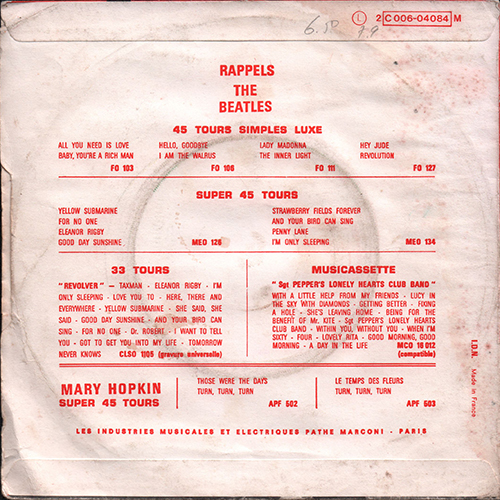 6.50 9.9
Ⓛ 2 C 006-04084 M
RAPPELS
THE
BEATLES
45 TOURS SIMPLES LUXE
ALL YOU NEED IS LOVE
BABY, YOU'RE A RICH MAN
FO 103
HELLO, GOODBYE
I AM THE WALRUS
FO 106
LADY MADONNA
THE INNER LIGHT
FO 111
HEY JUDE
REVOLUTION
FO 127
SUPER 45 TOURS
YELLOW SUBMARINE
FOR NO ONE
ELEANOR RIGBY
GOOD DAY SUNSHINE MEO 126
STRAWBERRY FIELDS FOREVER
AND YOUR BIRD CAN SING
PENNY LANE
I'M ONLY SLEEPING MEO 134
33 TOURS
"REVOLVER" — TAXMAN - ELEANOR RIGBY - I'M
ONLY SLEEPING - LOVE YOU TO - HERE, THERE AND
EVERYWHERE - YELLOW SUBMARINE - SHE SAID, SHE
SAID - GOOD DAY SUNSHINE - AND YOUR BIRD CAN
SING - FOR NO ONE - Dr. ROBERT - I WANT TO TELL
YOU - GOT TO GET YOU INTO MY LIFE - TOMORROW
NEVER KNOWS CLSO 1105 (gravure universelle)
MUSICASSETTE
"Sgt PEPPER'S LONELY HEARTS CLUB BAND"
WITH A LITTLE HELP FROM MY FRIENDS - LUCY IN
THE SKY WITH DIAMONDS - GETTING BETTER - FIXING
A HOLE - SHE'S LEAVING HOME - BEING FOR THE
BENEFIT OF Mr. KITE - Sgt PEPPER'S LONELY HEARTS
CLUB BAND - WITHIN YOU, WITHOUT YOU - WHEN I'M
SIXTY - FOUR - LOVELY RITA - GOOD MORNING, GOOD
MORNING - A DAY IN THE LIFE MCO 18 012
(compatible)
MARY HOPKIN
SUPER 45 TOURS
THOSE WERE THE DAYS
TURN, TURN, TURN
APF 502
LE TEMPS DES FLEURS
TURN, TURN, TURN
APF 503
LES INDUSTRIES MUSICALES ET ELECTRIQUES PATHE MARCONI - PARIS
I.D.N. Made in France